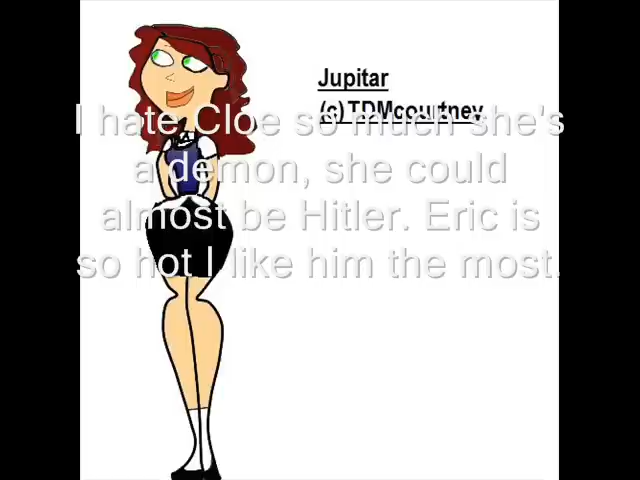 Jupitar
(c) TDMcourtney
I hate Cloe so much she's
a demon, she could
almost be Hitler. Eric is
so hot I like him the most.